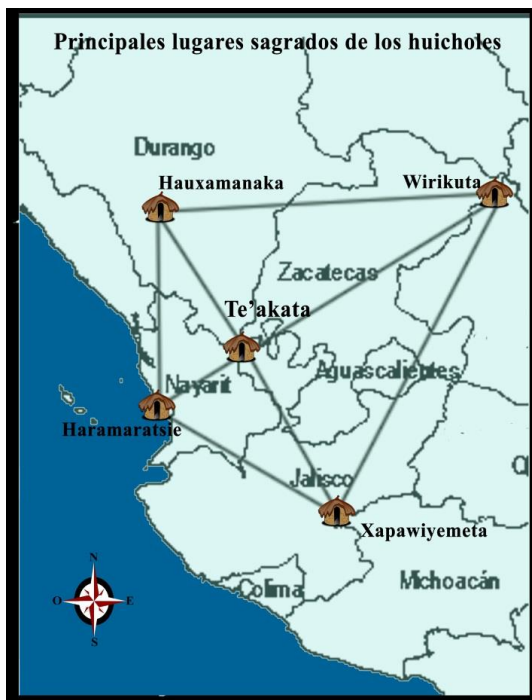 Principales lugares sagrados de los huicholes
Durango
Hauxamanaka
Wirikuta
Zacatecas
Te'akata
Aguascalientes
Nayarit
Haramaratsie
Jalisco
Xapawiyemeta
Colima
Michoacán
N
O
E
S